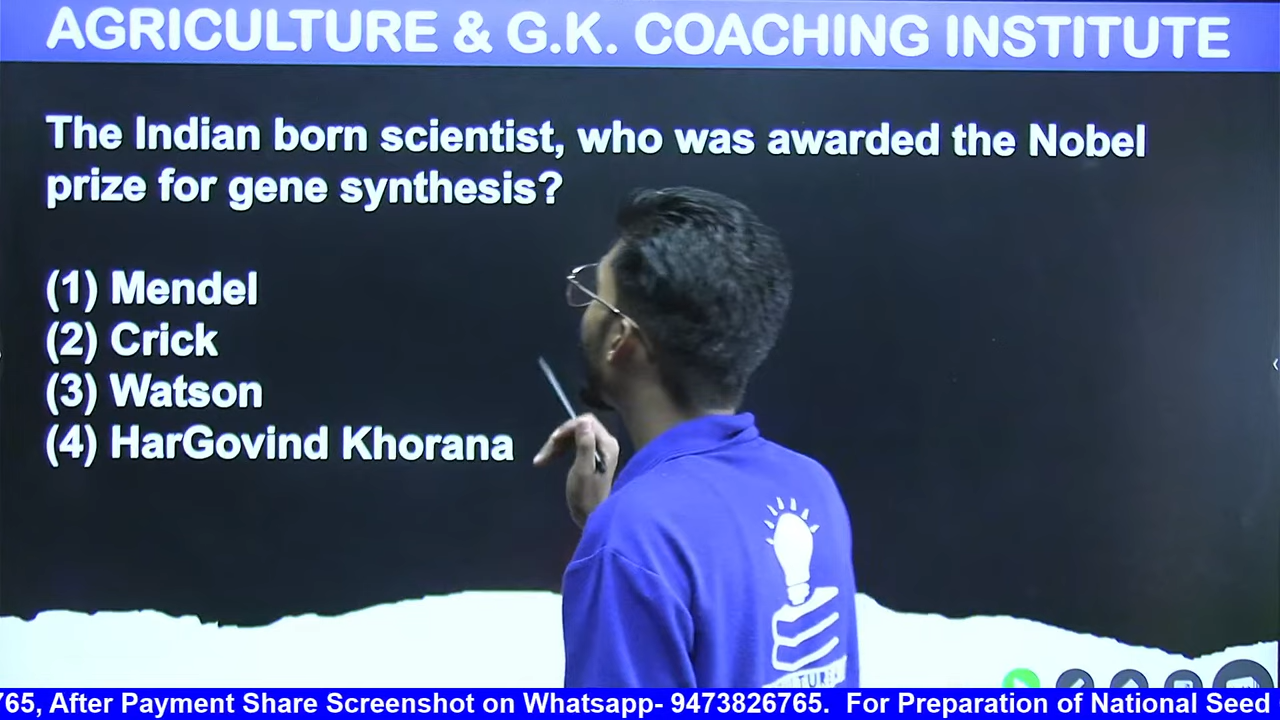 AGRICULTURE & G.K. COACHING INSTITUTE
The Indian born scientist, who was awarded the Nobel
prize for gene synthesis?
(1) Mendel
(2) Crick
(3) Watson
(4) HarGovind Khorana
765, After Payment Share Screenshot on Whatsapp- 9473826765. For Preparation of National Seed